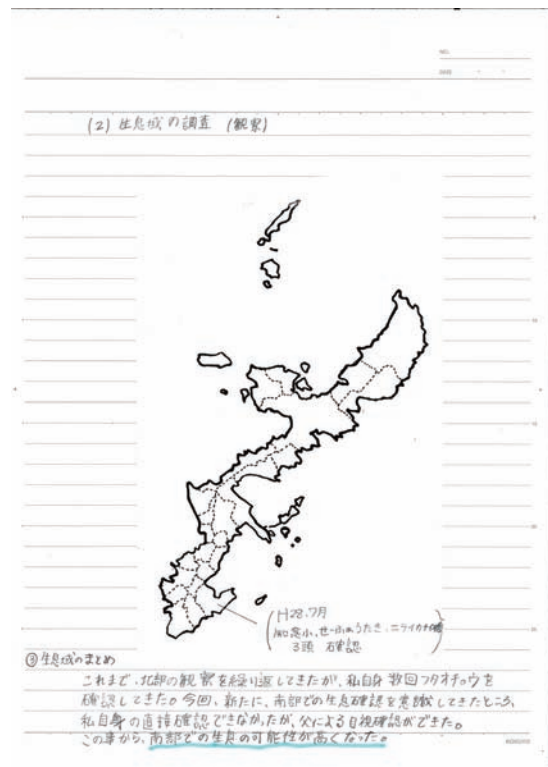 NO.
DATE
(2) 生息域の調査 (観察)
H28.7月
知念小、せーふぁうたき、ニライカナイ橋
3頭 確認
③生息域のまとめ
これまで、北部の観察を繰り返してきたが、私自身数回フタオチョウを
確認してきた。今回、新たに、南部での生息確認を意識してきたところ、
私自身の直接確認できなかったが、父による目視確認ができた。
この事から、南部での生息の可能性が高くなった。